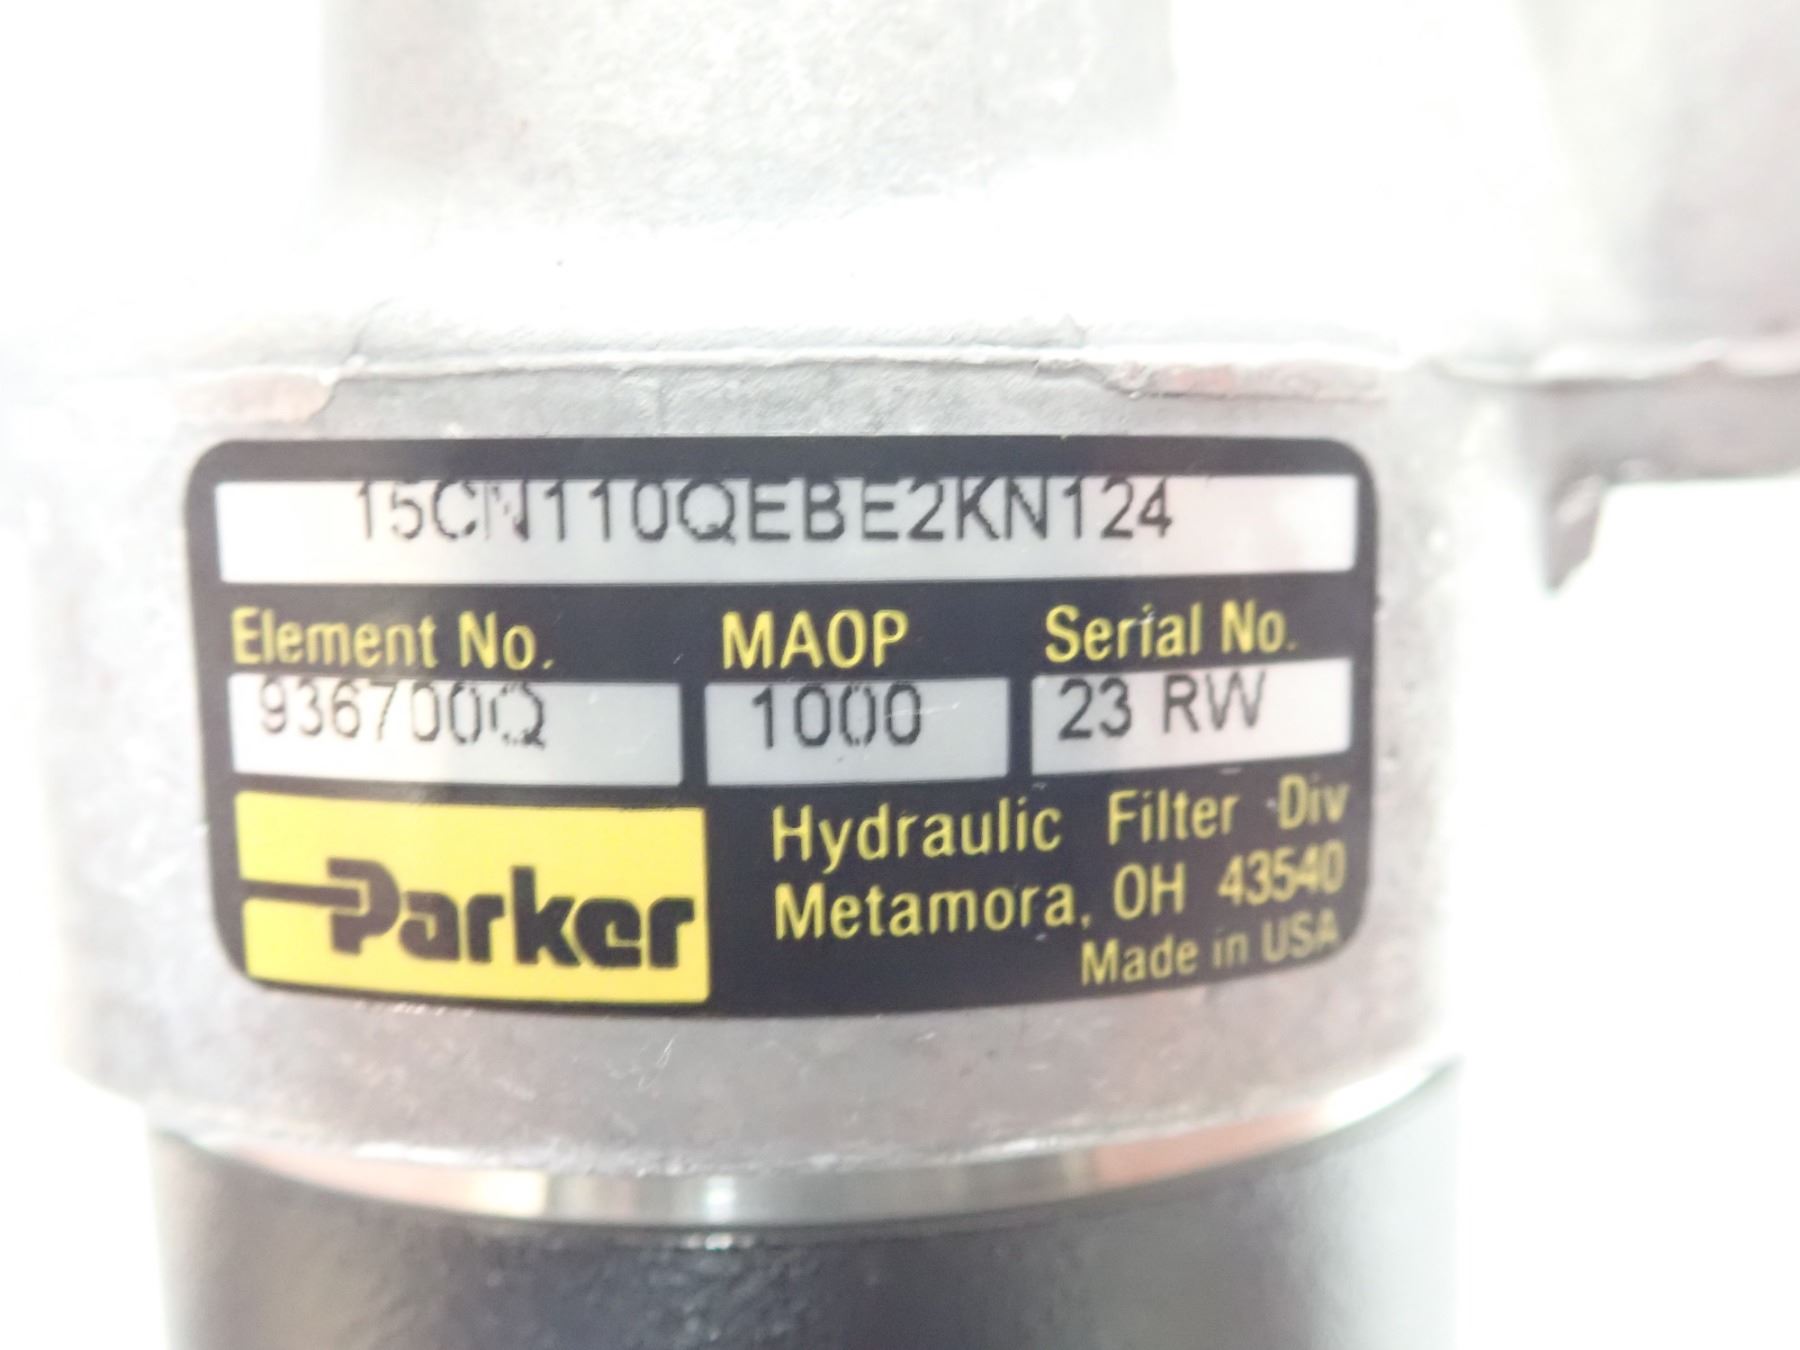 15CN110QEBE2KN124
Element No. MAOP Serial No.
936700Q 1000 23 RW
Parker
Hydraulic Filter Div
Metamora, OH 43540
Made in USA